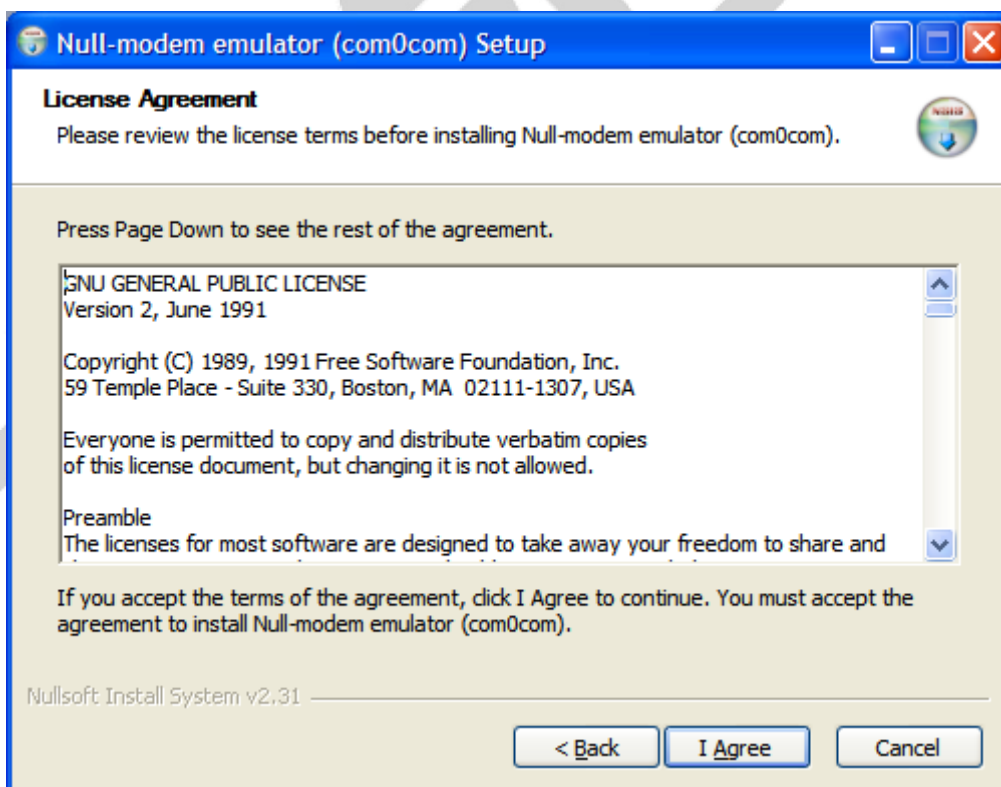 Null-modem emulator (com0com) Setup
License Agreement
Please review the license terms before installing Null-modem emulator (com0com).
Press Page Down to see the rest of the agreement.
GNU GENERAL PUBLIC LICENSE
Version 2, June 1991
Copyright (C) 1989, 1991 Free Software Foundation, Inc.
59 Temple Place - Suite 330, Boston, MA  02111-1307, USA
Everyone is permitted to copy and distribute verbatim copies
of this license document, but changing it is not allowed.
Preamble
The licenses for most software are designed to take away your freedom to share and
If you accept the terms of the agreement, click I Agree to continue. You must accept the
agreement to install Null-modem emulator (com0com).
Nullsoft Install System v2.31
< Back
I Agree
Cancel